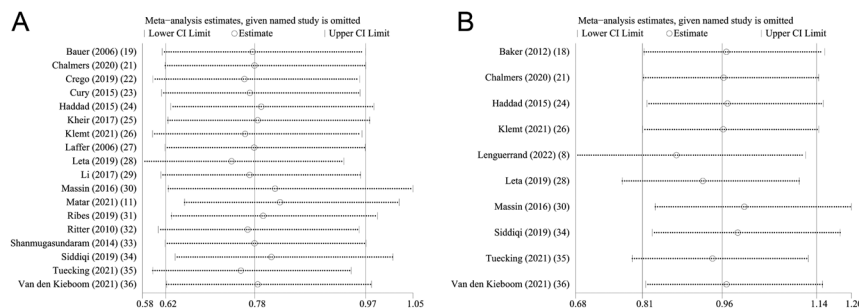 A
Meta-analysis estimates, given named study is omitted
Lower CI Limit Estimate Upper CI Limit
Bauer (2006) (19)
Chalmers (2020) (21)
Crego (2019) (22)
Cury (2015) (23)
Haddad (2015) (24)
Kheir (2017) (25)
Klemt (2021) (26)
Laffer (2006) (27)
Leta (2019) (28)
Li (2017) (29)
Massin (2016) (30)
Matar (2021) (11)
Ribes (2019) (31)
Ritter (2010) (32)
Shanmugasundaram (2014) (33)
Siddiqi (2019) (34)
Tuecking (2021) (35)
Van den Kieboom (2021) (36)
0.58 0.62 0.78 0.97 1.05
B
Meta-analysis estimates, given named study is omitted
Lower CI Limit Estimate Upper CI Limit
Baker (2012) (18)
Chalmers (2020) (21)
Haddad (2015) (24)
Klemt (2021) (26)
Lenguerrand (2022) (8)
Leta (2019) (28)
Massin (2016) (30)
Siddiqi (2019) (34)
Tuecking (2021) (35)
Van den Kieboom (2021) (36)
0.68 0.81 0.96 1.14 1.20